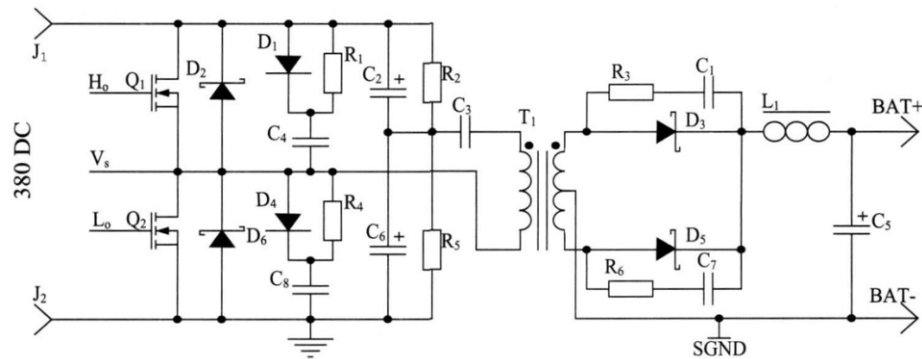 J₁
380 DC
Hₒ
Q₁
D₂
D₁
R₁
C₂ +
R₂
C₄
C₃
T₁
R₃
C₁
D₃
L₁
BAT+
Vₛ
Lₒ
Q₂
D₆
D₄
R₄
C₆ +
R₅
C₈
D₅
R₆
C₇
+ C₅
J₂
SGND
BAT-